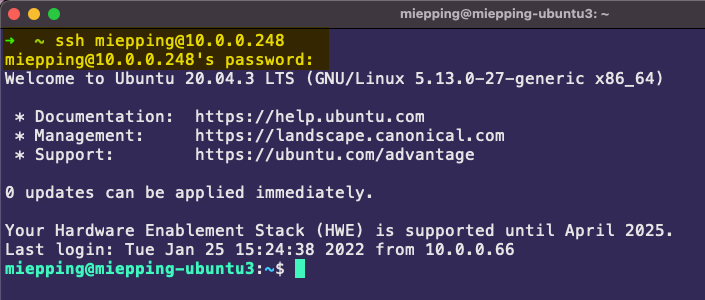 miepping@miepping-ubuntu3: ~
➜  ~ ssh miepping@10.0.0.248
miepping@10.0.0.248's password:
Welcome to Ubuntu 20.04.3 LTS (GNU/Linux 5.13.0-27-generic x86_64)
 * Documentation:  https://help.ubuntu.com
 * Management:     https://landscape.canonical.com
 * Support:        https://ubuntu.com/advantage
0 updates can be applied immediately.
Your Hardware Enablement Stack (HWE) is supported until April 2025.
Last login: Tue Jan 25 15:24:38 2022 from 10.0.0.66
miepping@miepping-ubuntu3:~$